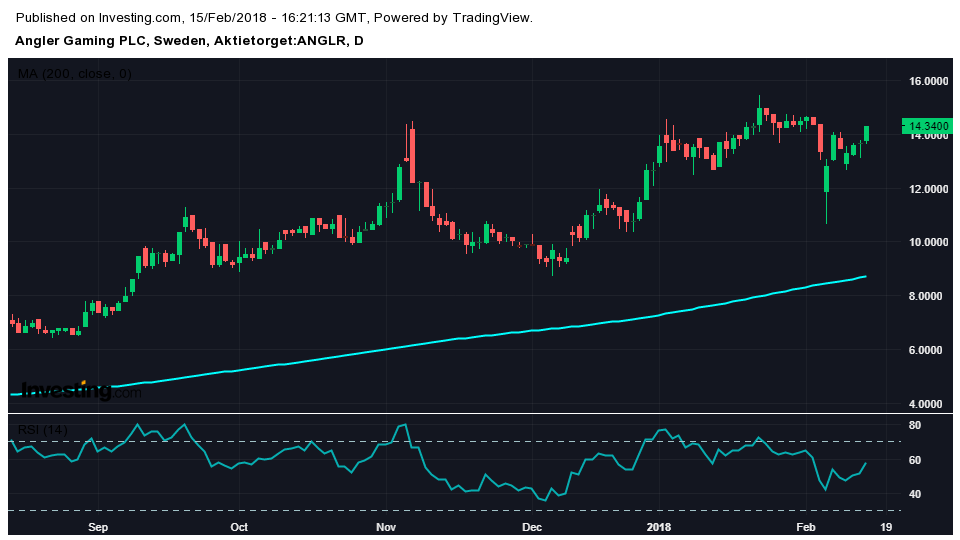 Published on Investing.com, 15/Feb/2018 - 16:21:13 GMT, Powered by TradingView.
Angler Gaming PLC, Sweden, Aktietorget:ANGLR, D
MA (200, close, 0)
16.0000
14.3400
14.0000
12.0000
10.0000
8.0000
6.0000
4.0000
Investing.com
RSI (14)
80
60
40
Sep Oct Nov Dec 2018 Feb 19